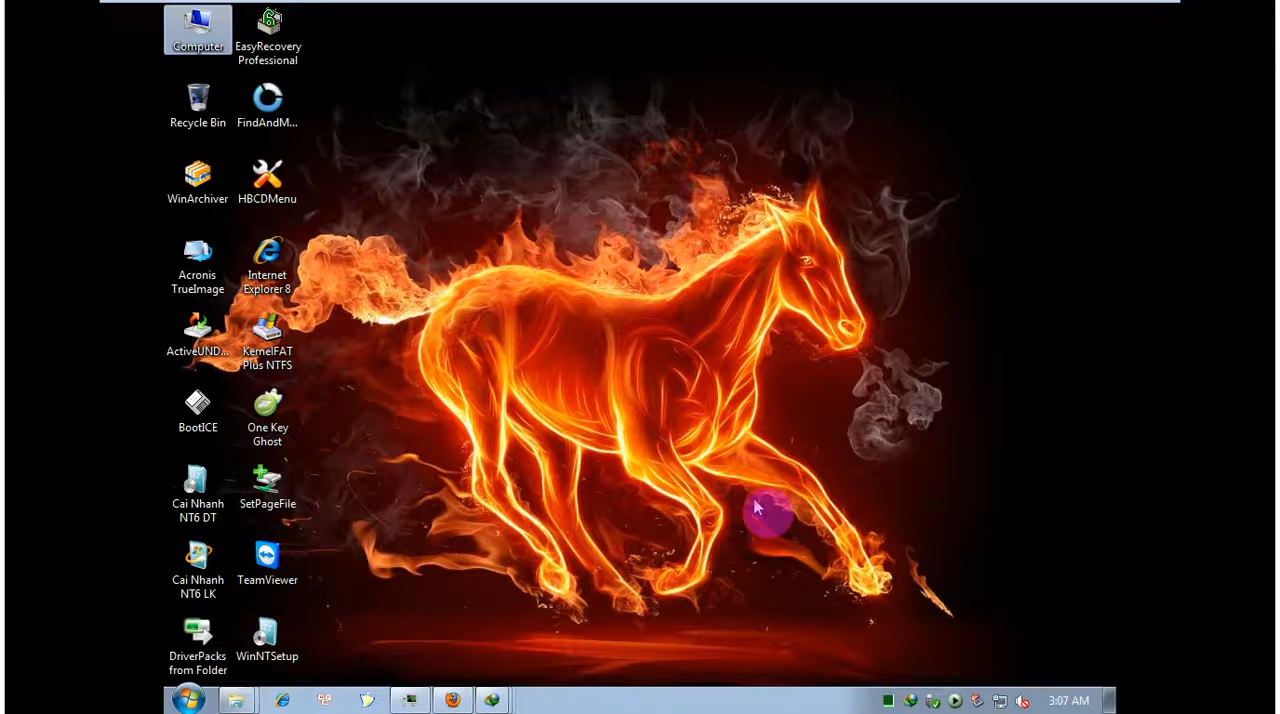 Computer
EasyRecovery
Professional
Recycle Bin
FindAndM...
WinArchiver
HBCDMenu
Acronis
TrueImage
Internet
Explorer 8
ActiveUND...
KernelFAT
Plus NTFS
BootICE
One Key
Ghost
Cai Nhanh
NT6 DT
SetPageFile
Cai Nhanh
NT6 LK
TeamViewer
DriverPacks
from Folder
WinNTSetup
3:07 AM